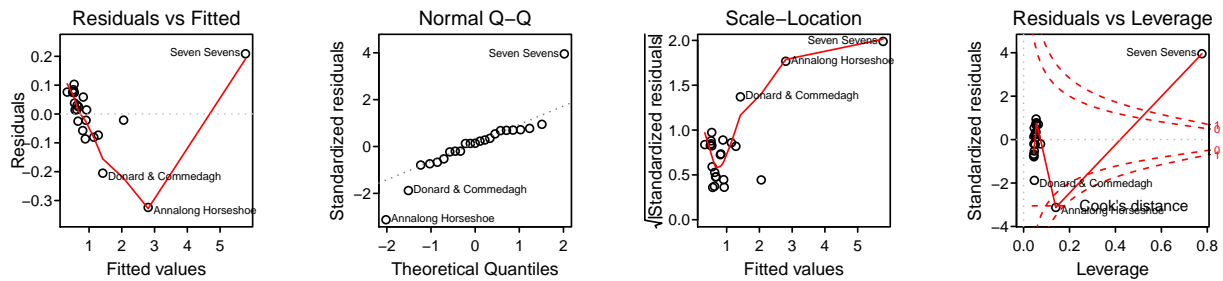 Residuals vs Fitted
Residuals
0.2
0.1
0.0
−0.1
−0.2
−0.3
Seven Sevens
Donard & Commedagh
Annalong Horseshoe
1 2 3 4 5
Fitted values
Normal Q−Q
Standardized residuals
4
2
0
−2
Seven Sevens
Donard & Commedagh
Annalong Horseshoe
−2 −1 0 1 2
Theoretical Quantiles
Scale−Location
√|Standardized residuals|
2.0
1.5
1.0
0.5
0.0
Seven Sevens
Annalong Horseshoe
Donard & Commedagh
1 2 3 4 5
Fitted values
Residuals vs Leverage
Standardized residuals
4
2
0
−2
−4
Seven Sevens
Donard & Commedagh
Annalong Horseshoe
Cook's distance
0.0 0.2 0.4 0.6 0.8
Leverage